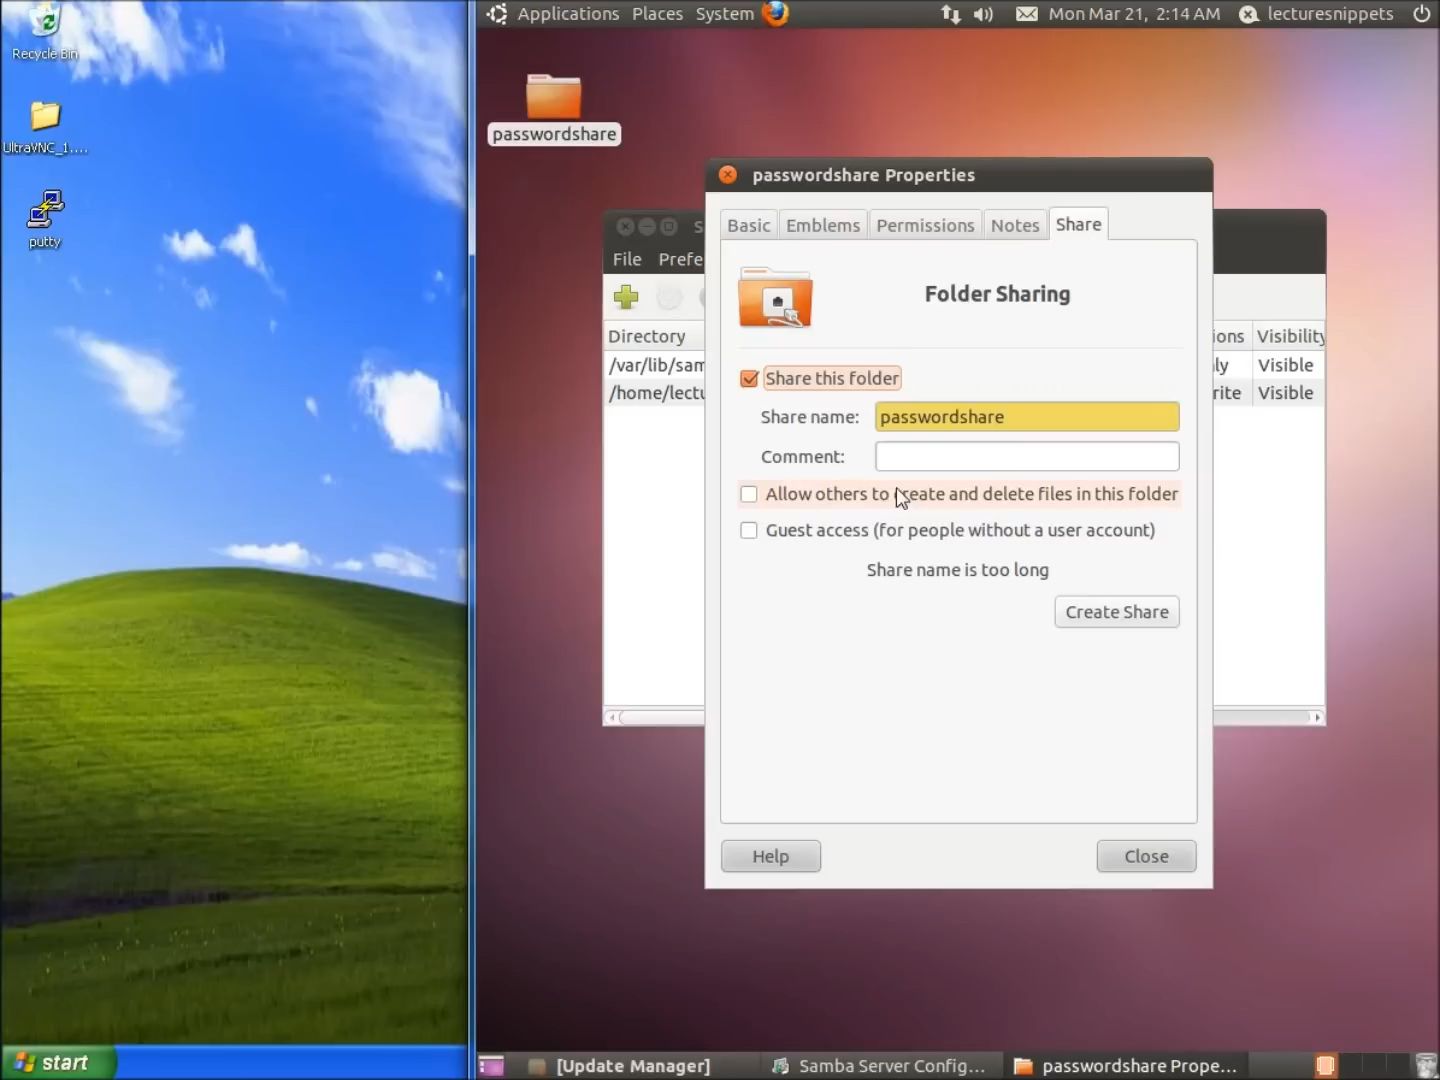 Recycle Bin
UltraVNC_1....
putty
start
Applications Places System
Mon Mar 21, 2:14 AM
lecturesnippets
passwordshare
passwordshare Properties
S
File Prefe
Directory
/var/lib/sam
/home/lectu
ions Visibility
ly Visible
rite Visible
Basic Emblems Permissions Notes Share
Folder Sharing
Share this folder
Share name: passwordshare
Comment:
Allow others to create and delete files in this folder
Guest access (for people without a user account)
Share name is too long
Create Share
Help Close
[Update Manager] Samba Server Config... passwordshare Prope...